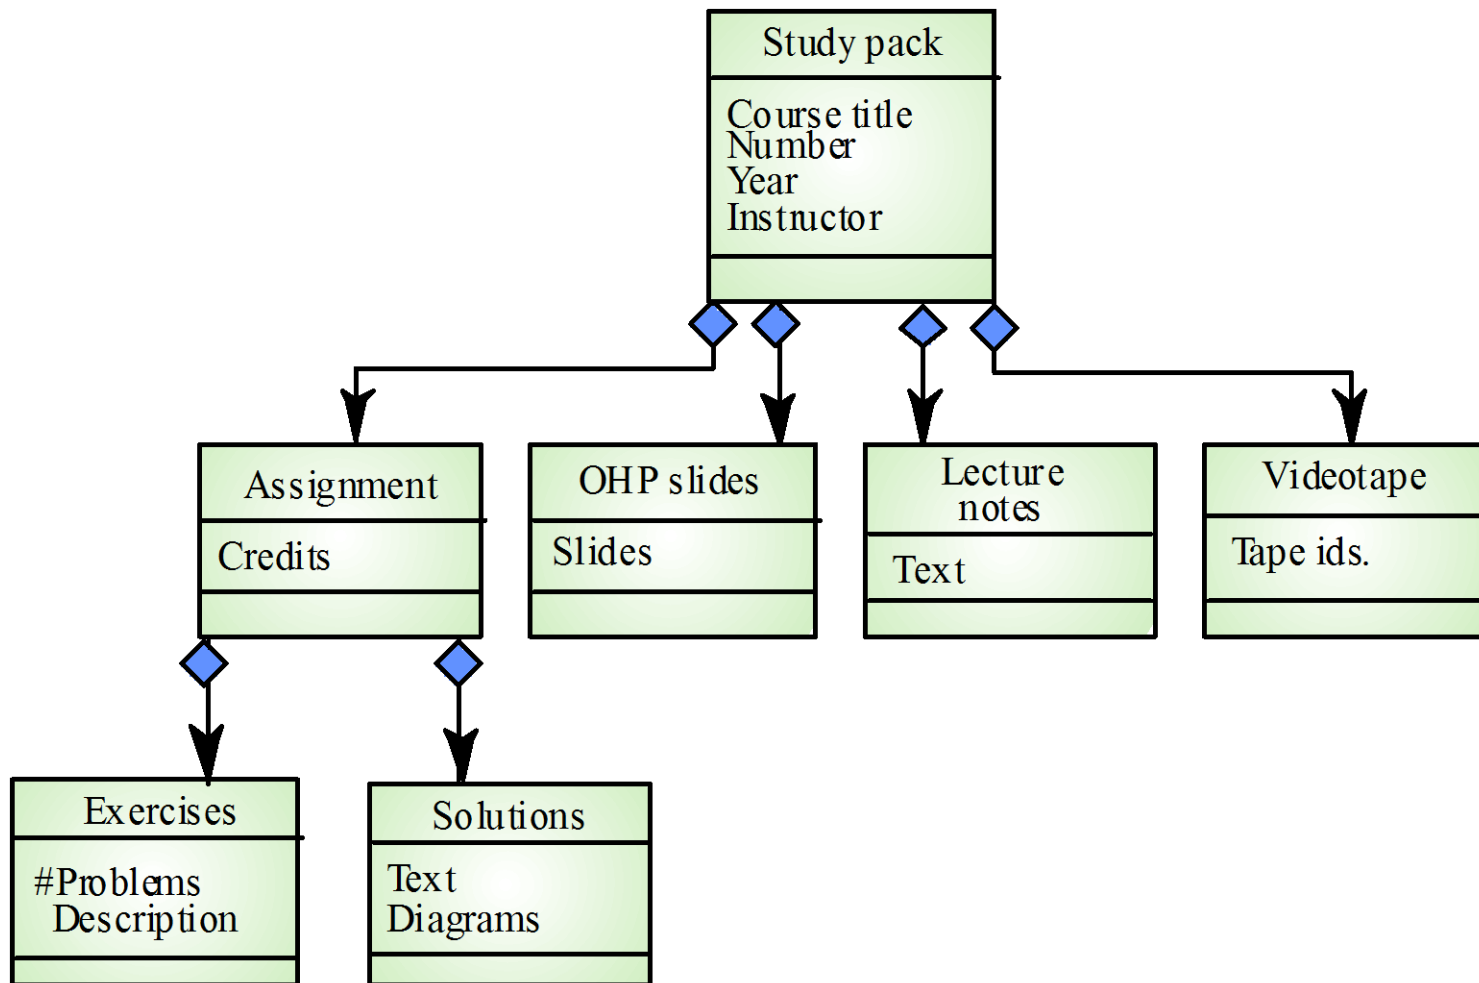 Study pack
Course title
Number
Year
Instructor
Assignment
Credits
OHP slides
Slides
Lecture
notes
Text
Videotape
Tape ids.
Exercises
#Problems
Description
Solutions
Text
Diagrams